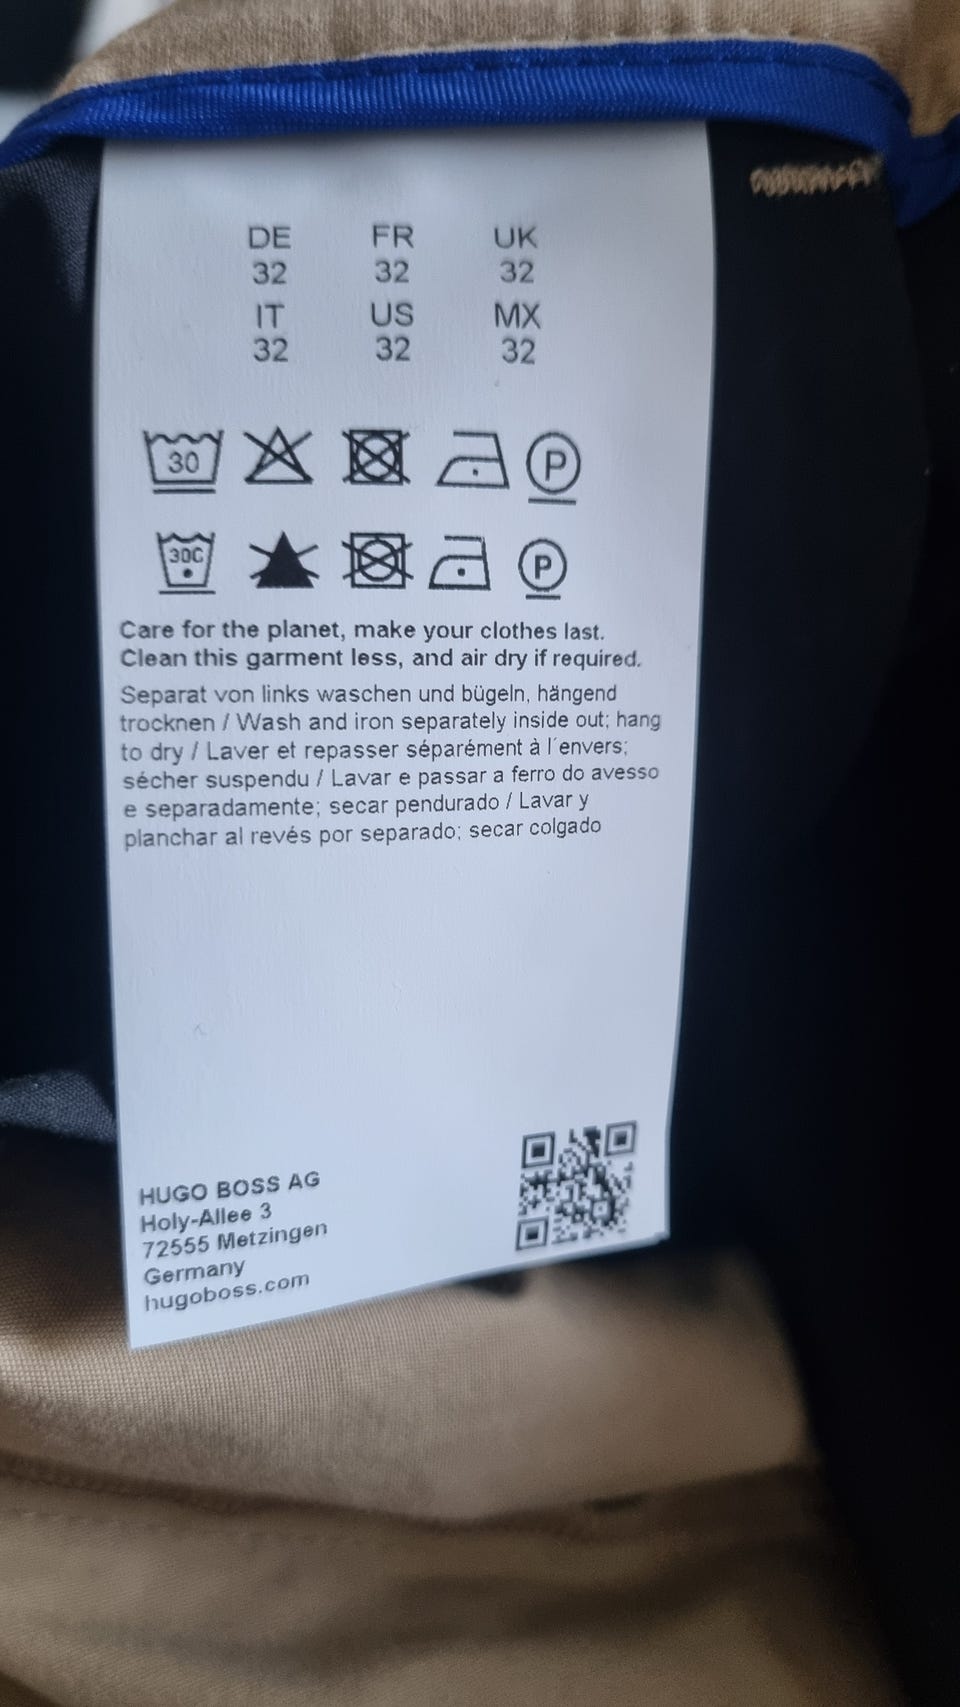 DE FR UK
32 32 32
IT US MX
32 32 32
30 P
30C P
Care for the planet, make your clothes last.
Clean this garment less, and air dry if required.
Separat von links waschen und bügeln, hängend
trocknen / Wash and iron separately inside out; hang
to dry / Laver et repasser séparément à l´envers;
sécher suspendu / Lavar e passar a ferro do avesso
e separadamente; secar pendurado / Lavar y
planchar al revés por separado; secar colgado
HUGO BOSS AG
Holy-Allee 3
72555 Metzingen
Germany
hugoboss.com